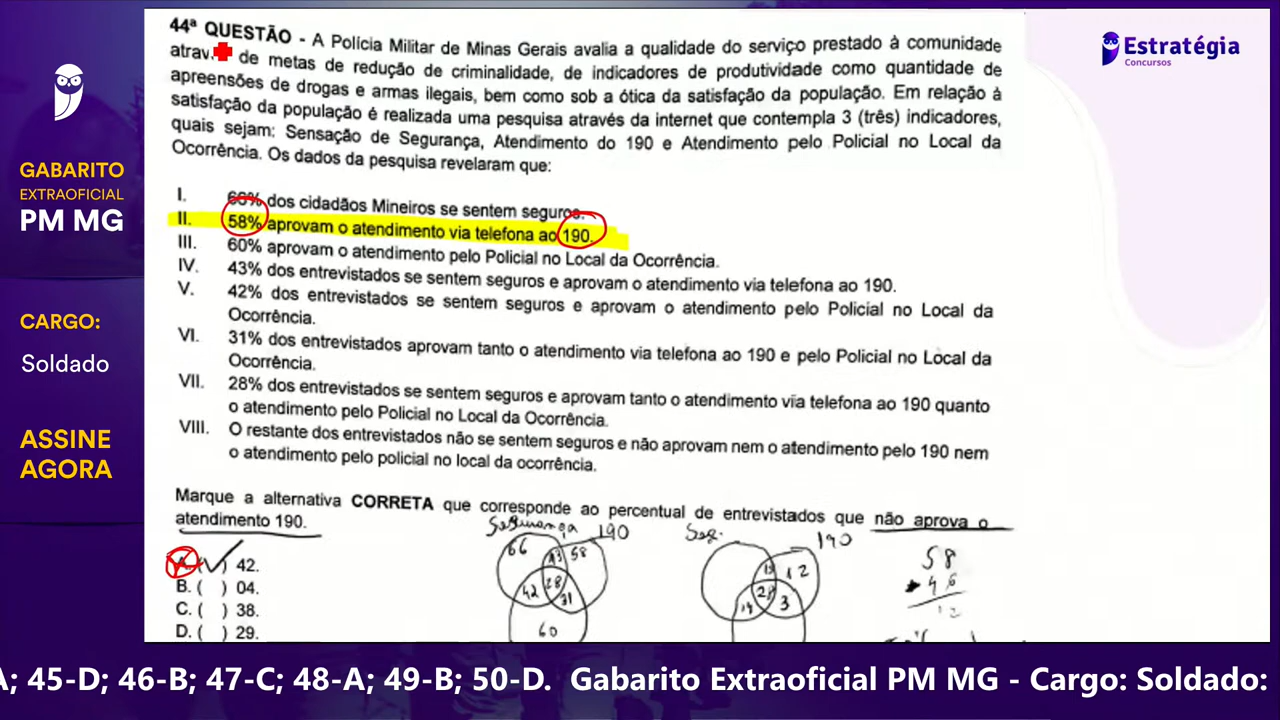 44ª QUESTÃO - A Polícia Militar de Minas Gerais avalia a qualidade do serviço prestado à comunidade
atrav. de metas de redução de criminalidade, de indicadores de produtividade como quantidade de
apreensões de drogas e armas ilegais, bem como sob a ótica da satisfação da população. Em relação à
satisfação da população é realizada uma pesquisa através da internet que contempla 3 (três) indicadores,
quais sejam: Sensação de Segurança, Atendimento do 190 e Atendimento pelo Policial no Local da
Ocorrência. Os dados da pesquisa revelaram que:
I. 66% dos cidadãos Mineiros se sentem seguros.
II. 58% aprovam o atendimento via telefona ao 190.
III. 60% aprovam o atendimento pelo Policial no Local da Ocorrência.
IV. 43% dos entrevistados se sentem seguros e aprovam o atendimento via telefona ao 190.
V. 42% dos entrevistados se sentem seguros e aprovam o atendimento pelo Policial no Local da
Ocorrência.
VI. 31% dos entrevistados aprovam tanto o atendimento via telefona ao 190 e pelo Policial no Local da
Ocorrência.
VII. 28% dos entrevistados se sentem seguros e aprovam tanto o atendimento via telefona ao 190 quanto
o atendimento pelo Policial no Local da Ocorrência.
VIII. O restante dos entrevistados não se sentem seguros e não aprovam nem o atendimento pelo 190 nem
o atendimento pelo policial no local da ocorrência.
Marque a alternativa CORRETA que corresponde ao percentual de entrevistados que não aprova o
atendimento 190.
A. ( ) 42.
B. ( ) 04.
C. ( ) 38.
D. ( ) 29.
Segurança 190
66 43 58
42 28 31
60
Seg. 190
15 12
28
14 3
58
46
12
Estratégia
Concursos
GABARITO
EXTRAOFICIAL
PM MG
CARGO:
Soldado
ASSINE
AGORA
A; 45-D; 46-B; 47-C; 48-A; 49-B; 50-D. Gabarito Extraoficial PM MG - Cargo: Soldado: